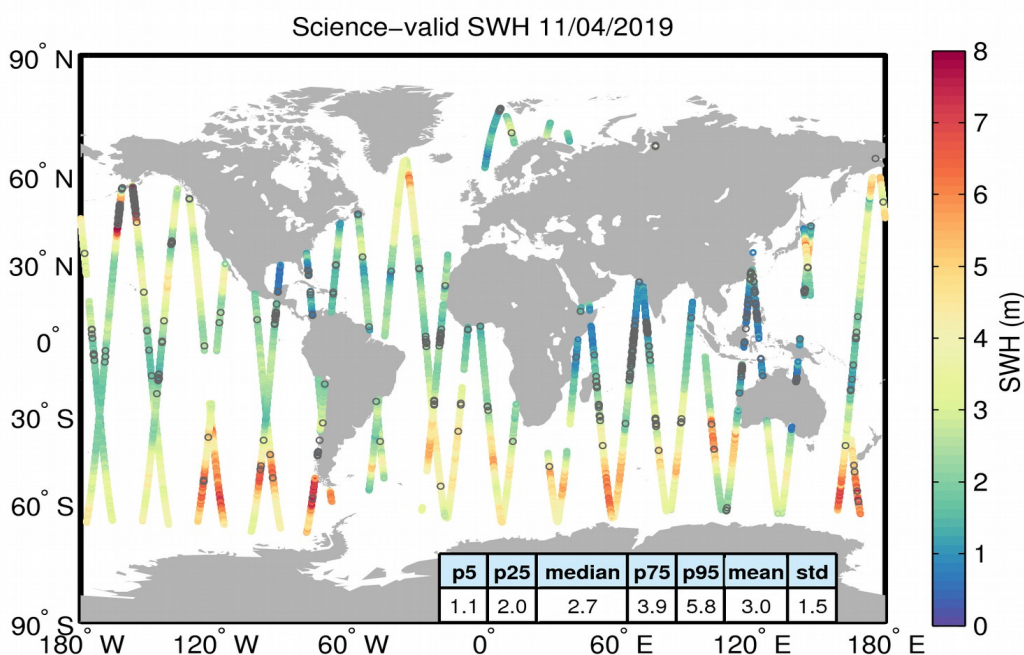 Science−valid SWH 11/04/2019
90° N
60° N
30° N
0°
30° S
60° S
90° S
180° W
120° W
60° W
0°
60° E
120° E
180° E
p5 p25 median p75 p95 mean std
1.1 2.0 2.7 3.9 5.8 3.0 1.5
8
7
6
5
4
3
2
1
0
SWH (m)